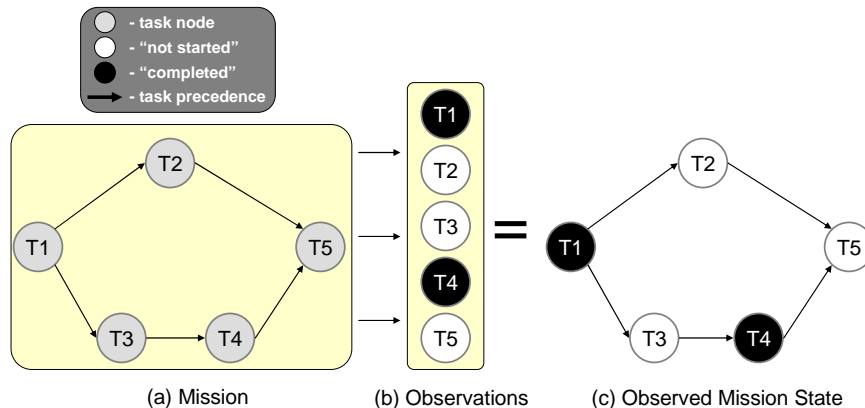 - task node
- “not started”
- “completed”
- task precedence
T1
T2
T3
T4
T5
T1
T2
T3
T4
T5
=
T1
T2
T3
T4
T5
(a) Mission
(b) Observations
(c) Observed Mission State